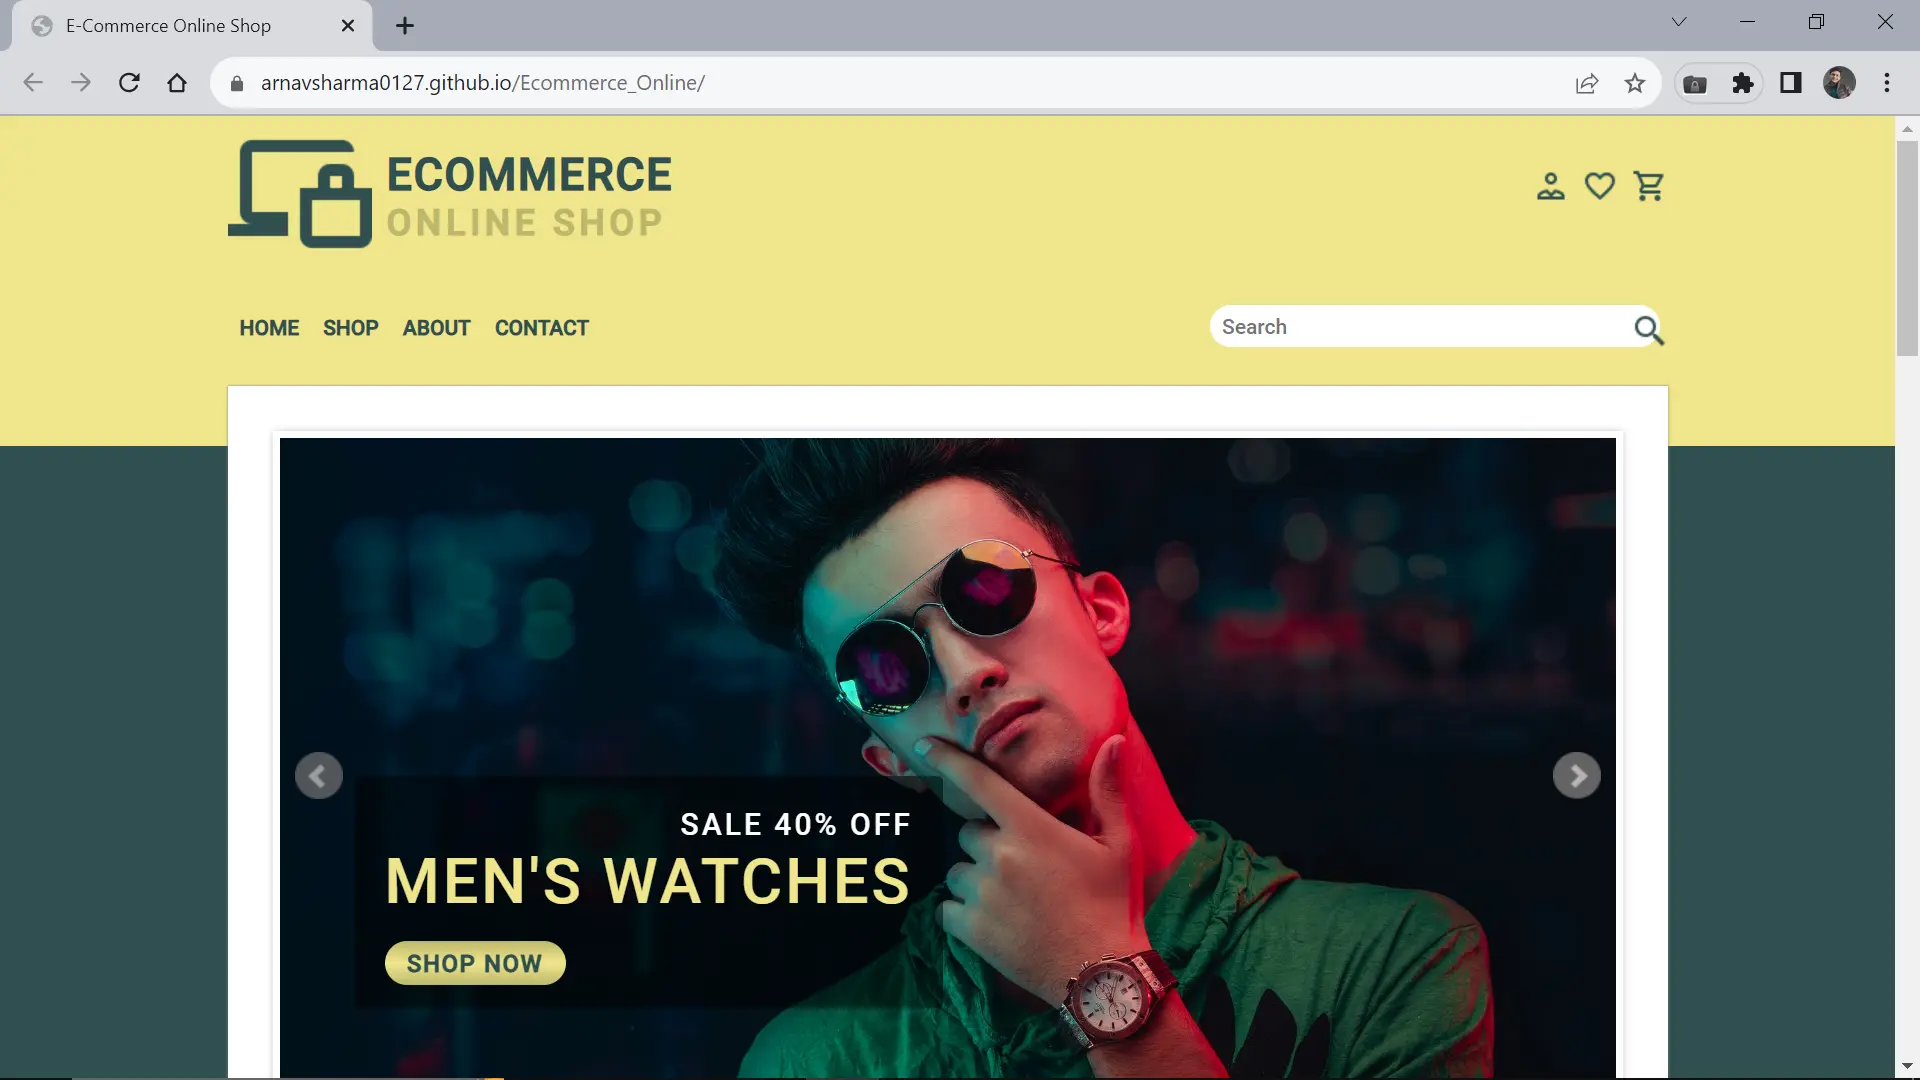 E-Commerce Online Shop
arnavsharma0127.github.io/Ecommerce_Online/
ECOMMERCE
ONLINE SHOP
HOME SHOP ABOUT CONTACT
Search
SALE 40% OFF
MEN'S WATCHES
SHOP NOW